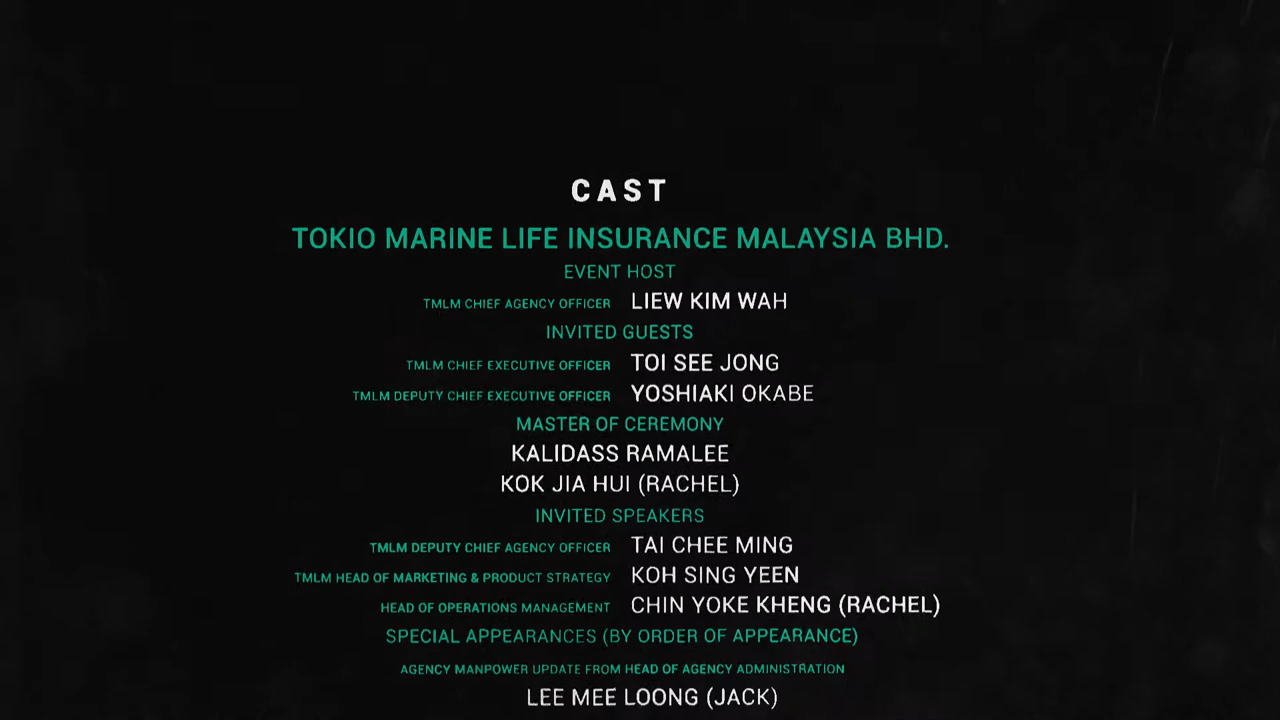 CAST
TOKIO MARINE LIFE INSURANCE MALAYSIA BHD.
EVENT HOST
TMLM CHIEF AGENCY OFFICER LIEW KIM WAH
INVITED GUESTS
TMLM CHIEF EXECUTIVE OFFICER TOI SEE JONG
TMLM DEPUTY CHIEF EXECUTIVE OFFICER YOSHIAKI OKABE
MASTER OF CEREMONY
KALIDASS RAMALEE
KOK JIA HUI (RACHEL)
INVITED SPEAKERS
TMLM DEPUTY CHIEF AGENCY OFFICER TAI CHEE MING
TMLM HEAD OF MARKETING & PRODUCT STRATEGY KOH SING YEEN
HEAD OF OPERATIONS MANAGEMENT CHIN YOKE KHENG (RACHEL)
SPECIAL APPEARANCES (BY ORDER OF APPEARANCE)
AGENCY MANPOWER UPDATE FROM HEAD OF AGENCY ADMINISTRATION
LEE MEE LOONG (JACK)